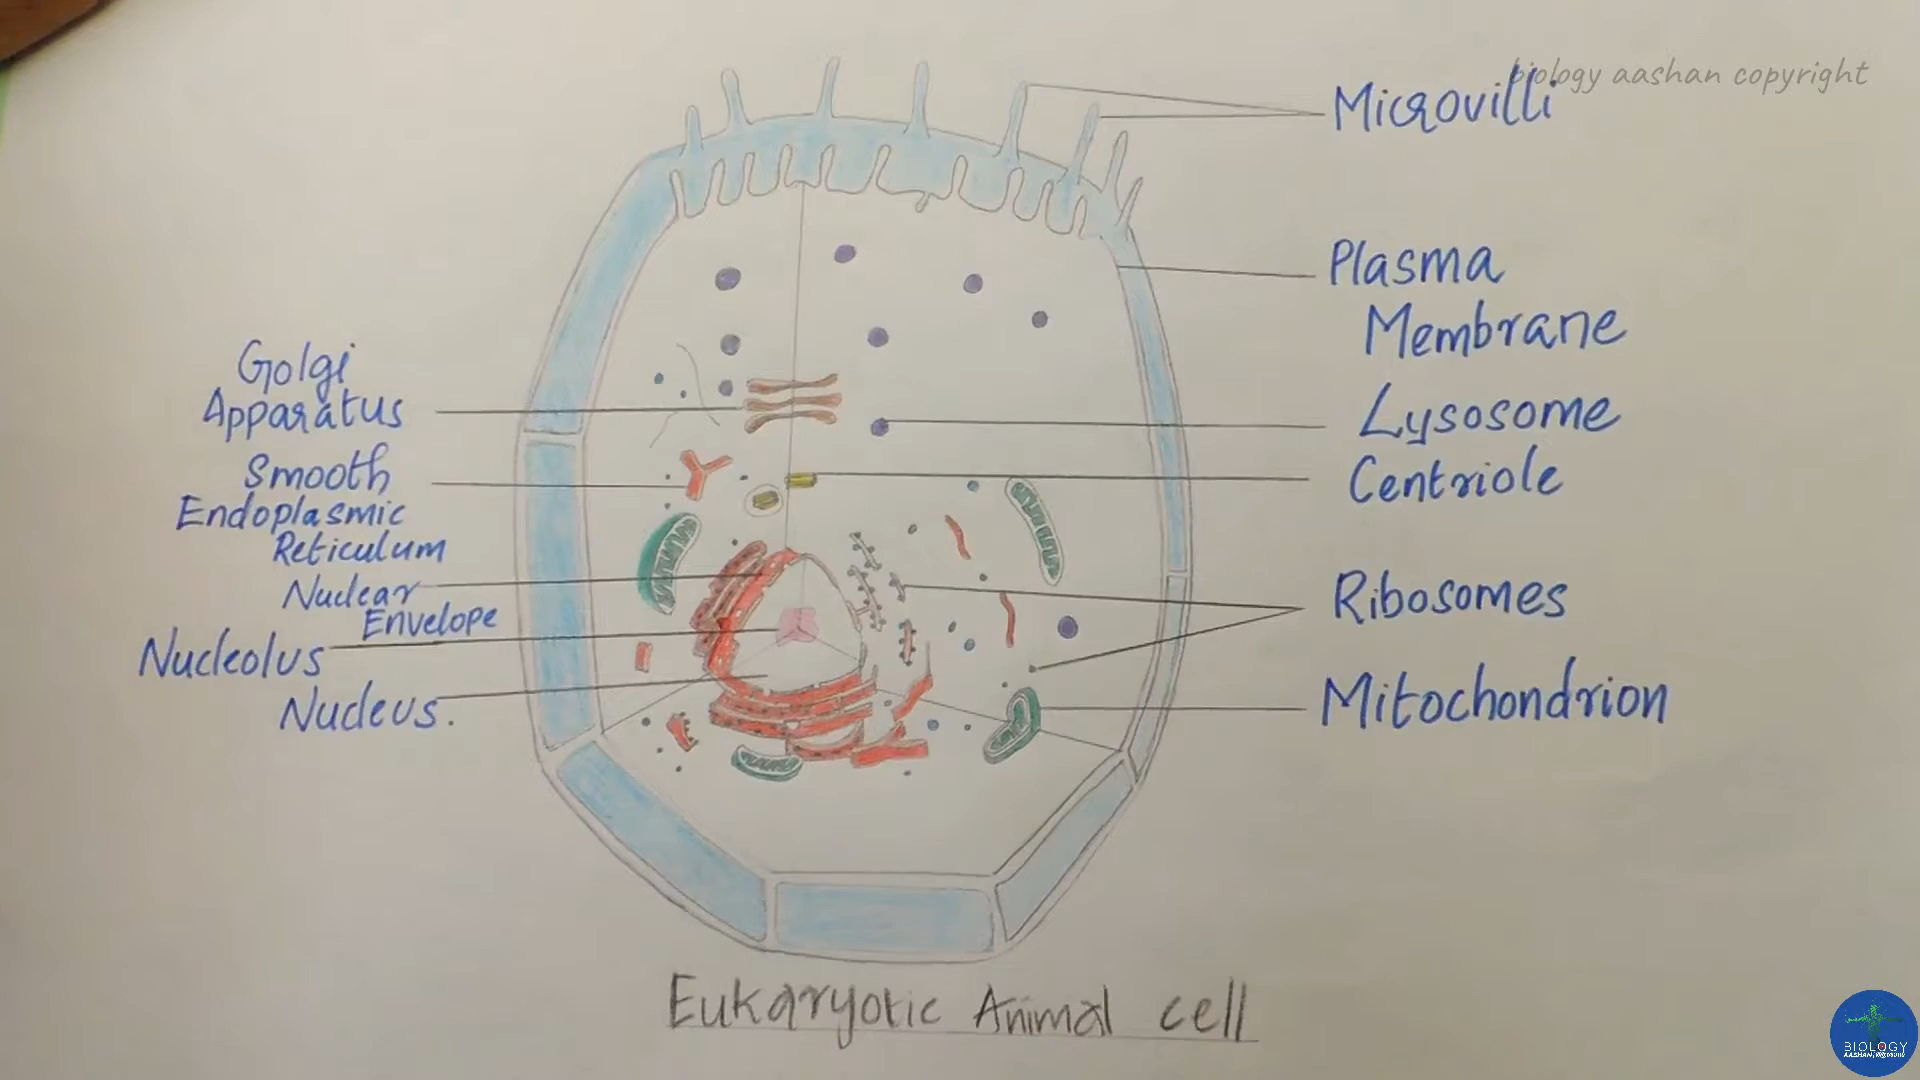 biology aashan copyright
Microvilli
Plasma
Membrane
Golgi
Apparatus
Lysosome
Smooth
Endoplasmic
Reticulum
Centriole
Nuclear
Envelope
Ribosomes
Nucleolus
Nucleus.
Mitochondrion
Eukaryotic Animal cell
BIOLOGY